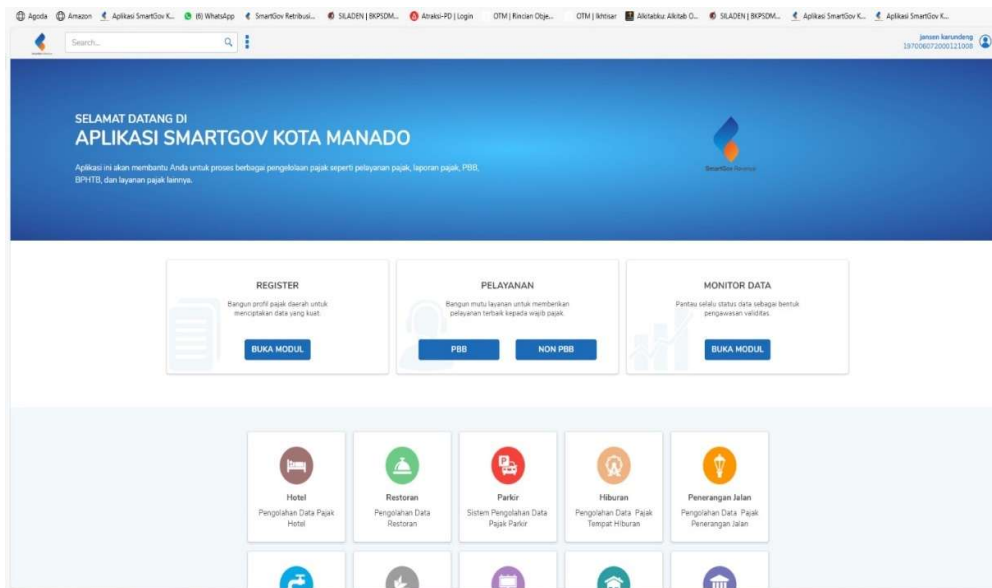 Agoda
Amazon
Aplikasi SmartGov K...
(6) WhatsApp
SmartGov Retribusi...
SILADEN | BKPSDM...
Atraksi-PD | Login
OTM | Rincian Obje...
OTM | Ikhtisar
Alkitabku: Alkitab O...
SILADEN | BKPSDM...
Aplikasi SmartGov K...
Aplikasi SmartGov K...
Search...
jansen karundeng
197006072000121008
SELAMAT DATANG DI
APLIKASI SMARTGOV KOTA MANADO
Aplikasi ini akan membantu Anda untuk proses berbagai pengelolaan pajak seperti pelayanan pajak, laporan pajak, PBB,
BPHTB, dan layanan pajak lainnya.
SmartGov Revenue
REGISTER
Bangun profil pajak daerah untuk
menciptakan data yang kuat.
BUKA MODUL
PELAYANAN
Bangun mutu layanan untuk memberikan
pelayanan terbaik kepada wajib pajak.
PBB
NON PBB
MONITOR DATA
Pantau selalu status data sebagai bentuk
pengawasan validitas.
BUKA MODUL
Hotel
Pengolahan Data Pajak
Hotel
Restoran
Pengolahan Data
Restoran
P
Parkir
Sistem Pengolahan Data
Pajak Parkir
Hiburan
Pengolahan Data Pajak
Tempat Hiburan
Penerangan Jalan
Pengolahan Data Pajak
Penerangan Jalan